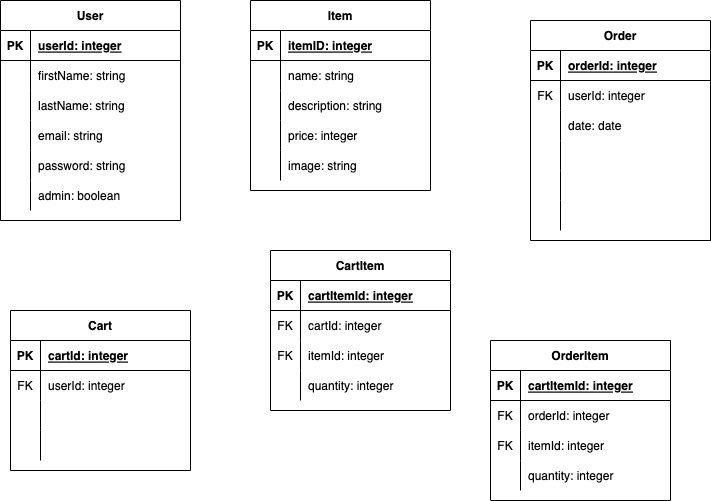 User
PK userId: integer
firstName: string
lastName: string
email: string
password: string
admin: boolean
Item
PK itemID: integer
name: string
description: string
price: integer
image: string
Order
PK orderId: integer
FK userId: integer
date: date
Cart
PK cartId: integer
FK userId: integer
CartItem
PK cartItemId: integer
FK cartId: integer
FK itemId: integer
quantity: integer
OrderItem
PK cartItemId: integer
FK orderId: integer
FK itemId: integer
quantity: integer